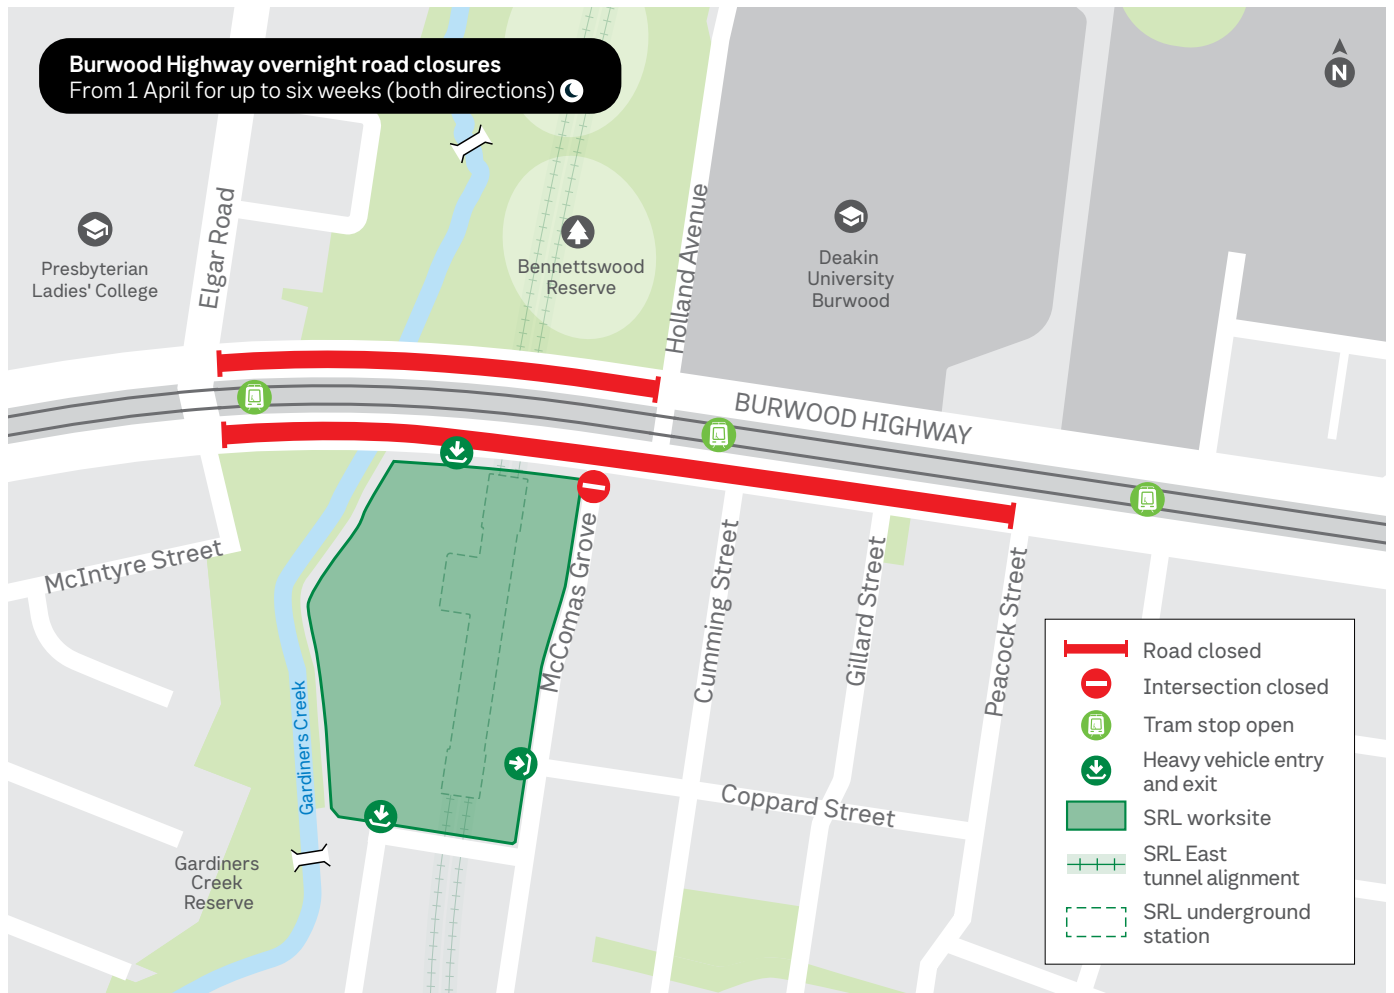 Burwood Highway overnight road closures
From 1 April for up to six weeks (both directions)
N
Elgar Road
Presbyterian
Ladies' College
Bennettswood
Reserve
Holland Avenue
Deakin
University
Burwood
BURWOOD HIGHWAY
McIntyre Street
McComas Grove
Cumming Street
Gillard Street
Peacock Street
Gardiners Creek
Coppard Street
Gardiners
Creek
Reserve
Road closed
Intersection closed
Tram stop open
Heavy vehicle entry
and exit
SRL worksite
SRL East
tunnel alignment
SRL underground
station